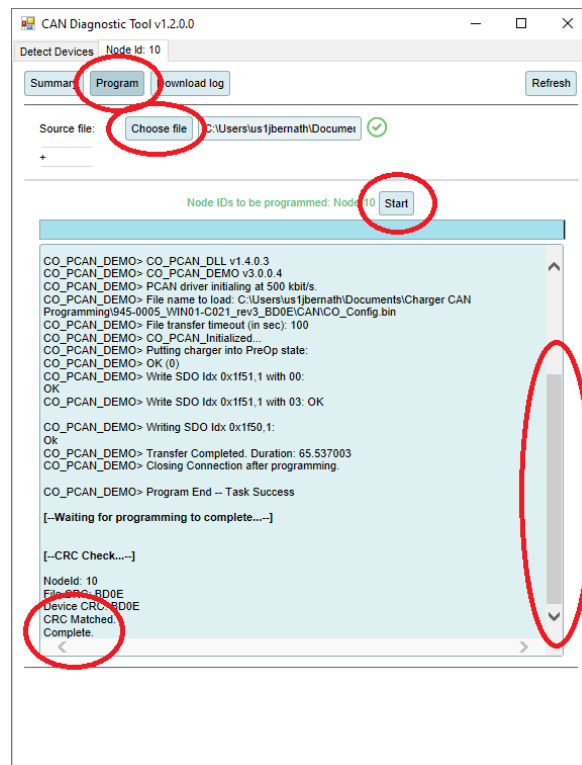 CAN Diagnostic Tool v1.2.0.0
Detect Devices Node Id: 10
Summary Program Download log Refresh
Source file: Choose file C:\Users\us1jbernath\Documer
+
Node IDs to be programmed: Node 10 Start
CO_PCAN_DEMO> CO_PCAN_DLL v1.4.0.3
CO_PCAN_DEMO> CO_PCAN_DEMO v3.0.0.4
CO_PCAN_DEMO> PCAN driver initialing at 500 kbit/s.
CO_PCAN_DEMO> File name to load: C:\Users\us1jbernath\Documents\Charger CAN
Programming\945-0005_WIN01-C021_rev3_BD0E\CAN\CO_Config.bin
CO_PCAN_DEMO> File transfer timeout (in sec): 100
CO_PCAN_DEMO> CO_PCAN_Initialized...
CO_PCAN_DEMO> Putting charger into PreOp state:
CO_PCAN_DEMO> OK (0)
CO_PCAN_DEMO> Write SDO Idx 0x1f51,1 with 00:
OK
CO_PCAN_DEMO> Write SDO Idx 0x1f51,1 with 03: OK
CO_PCAN_DEMO> Writing SDO Idx 0x1f50,1:
Ok
CO_PCAN_DEMO> Transfer Completed. Duration: 65.537003
CO_PCAN_DEMO> Closing Connection after programming.
CO_PCAN_DEMO> Program End -- Task Success
[--Waiting for programming to complete...--]
[--CRC Check...--]
NodeId: 10
File CRC: BD0E
Device CRC: BD0E
CRC Matched.
Complete.